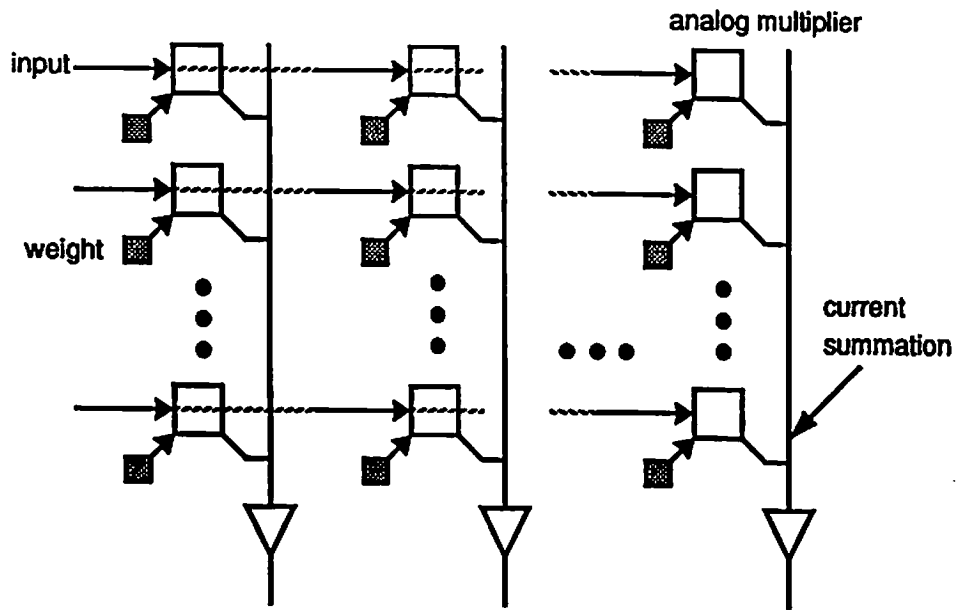 analog multiplier
input
weight
current
summation